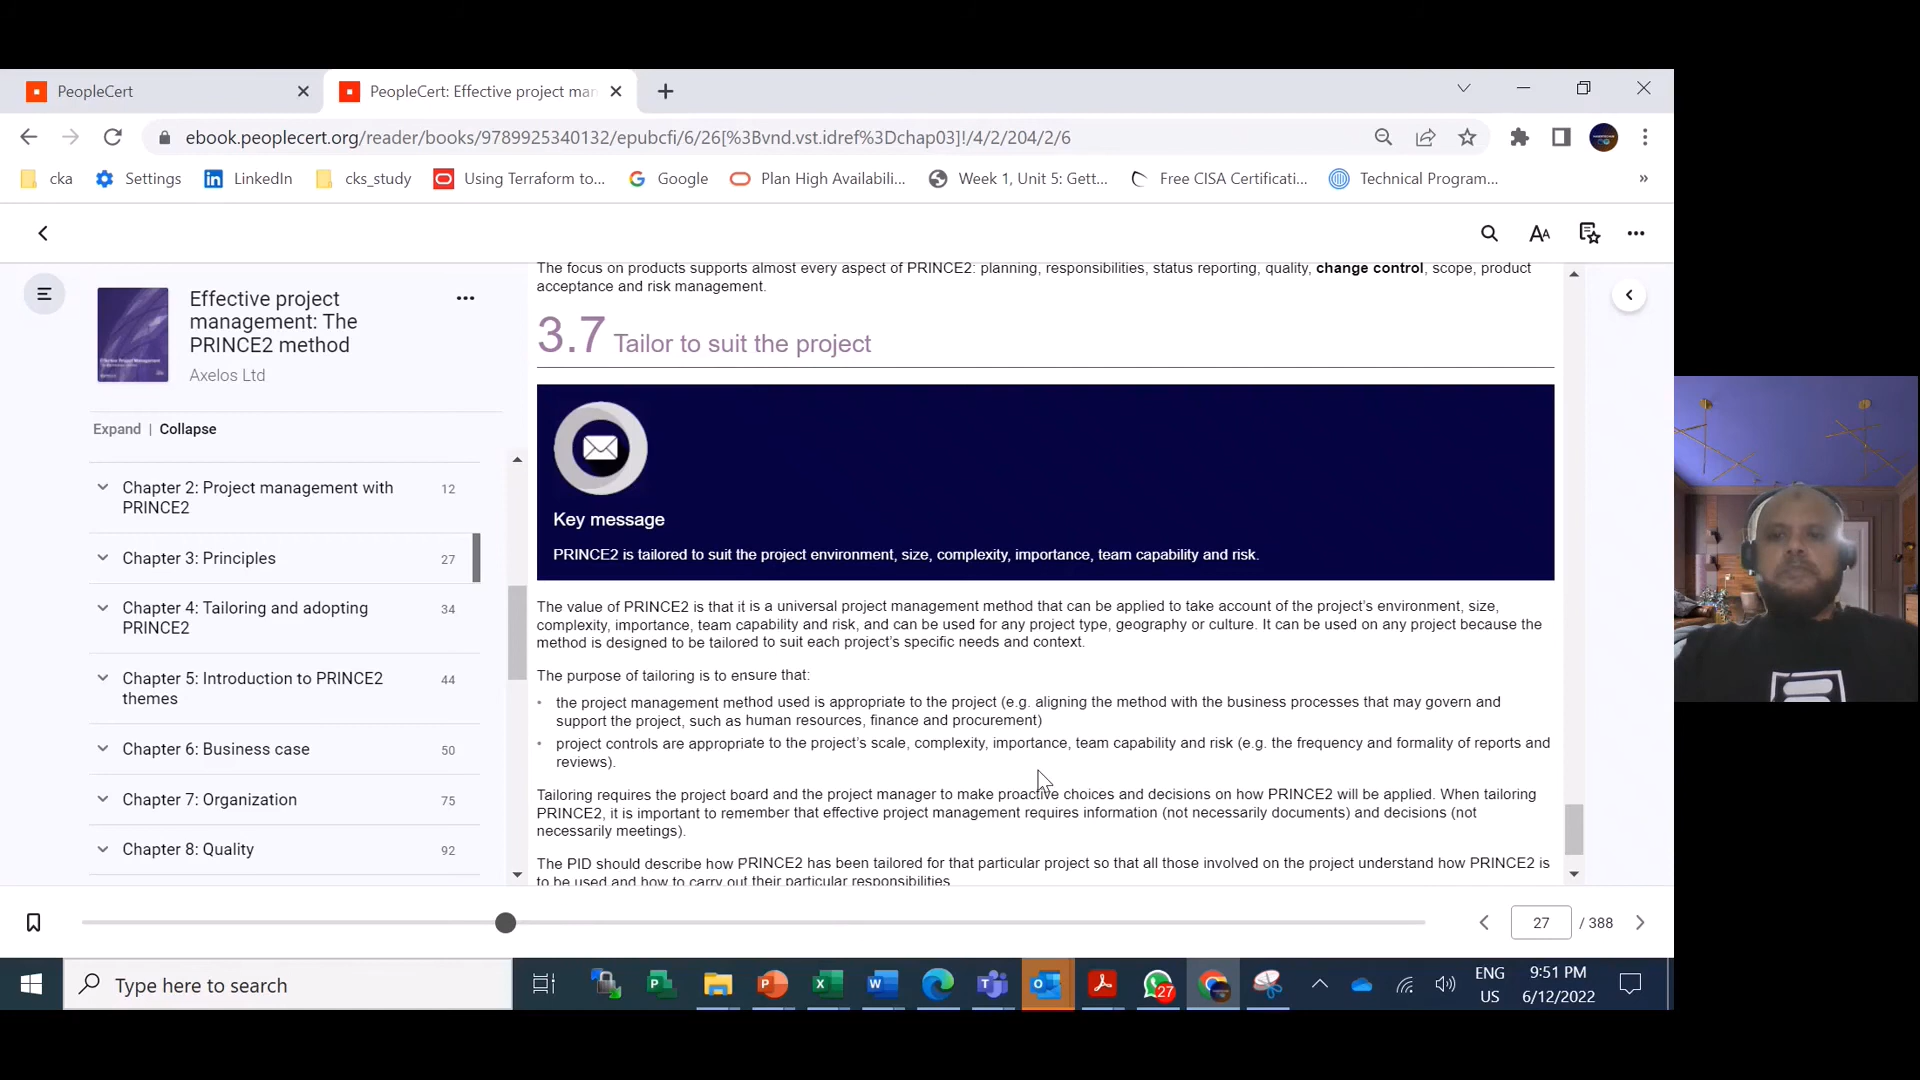 PeopleCert
PeopleCert: Effective project mar
ebook.peoplecert.org/reader/books/9789925340132/epubcfi/6/26[%3Bvnd.vst.idref%3Dchap03]!/4/2/204/2/6
cka
Settings
LinkedIn
cks_study
Using Terraform to...
Google
Plan High Availabili...
Week 1, Unit 5: Gett...
Free CISA Certificati...
Technical Program...
»
AA
Effective project
management: The
PRINCE2 method
Axelos Ltd
Expand | Collapse
Chapter 2: Project management with 12
PRINCE2
Chapter 3: Principles 27
Chapter 4: Tailoring and adopting 34
PRINCE2
Chapter 5: Introduction to PRINCE2 44
themes
Chapter 6: Business case 50
Chapter 7: Organization 75
Chapter 8: Quality 92
The focus on products supports almost every aspect of PRINCE2: planning, responsibilities, status reporting, quality, change control, scope, product
acceptance and risk management.
3.7 Tailor to suit the project
Key message
PRINCE2 is tailored to suit the project environment, size, complexity, importance, team capability and risk.
The value of PRINCE2 is that it is a universal project management method that can be applied to take account of the project's environment, size,
complexity, importance, team capability and risk, and can be used for any project type, geography or culture. It can be used on any project because the
method is designed to be tailored to suit each project's specific needs and context.
The purpose of tailoring is to ensure that:
• the project management method used is appropriate to the project (e.g. aligning the method with the business processes that may govern and
support the project, such as human resources, finance and procurement)
• project controls are appropriate to the project's scale, complexity, importance, team capability and risk (e.g. the frequency and formality of reports and
reviews).
Tailoring requires the project board and the project manager to make proactive choices and decisions on how PRINCE2 will be applied. When tailoring
PRINCE2, it is important to remember that effective project management requires information (not necessarily documents) and decisions (not
necessarily meetings).
The PID should describe how PRINCE2 has been tailored for that particular project so that all those involved on the project understand how PRINCE2 is
to be used and how to carry out their particular responsibilities.
27 / 388
Type here to search
27
ENG
US
9:51 PM
6/12/2022